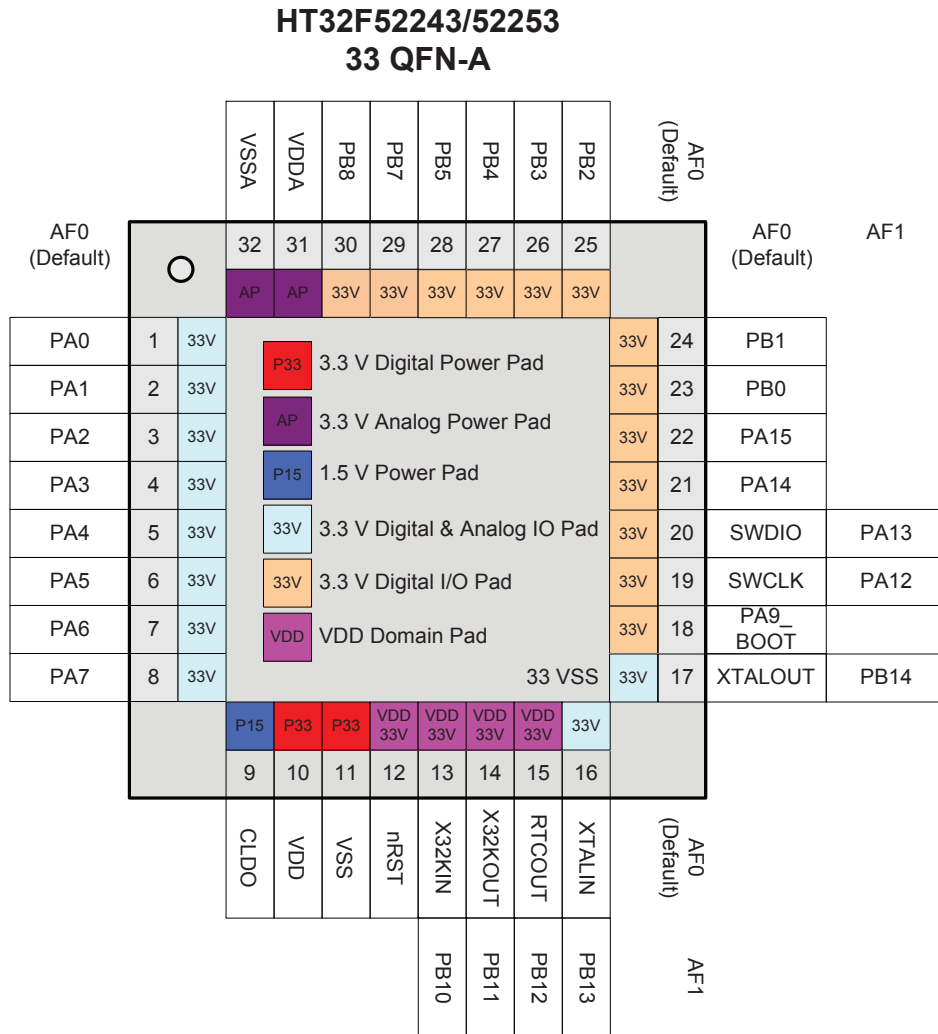 HT32F52243/52253
33 QFN-A
VSSA
VDDA
PB8
PB7
PB5
PB4
PB3
PB2
AF0
(Default)
AF0
(Default)
32
31
30
29
28
27
26
25
AF0
(Default)
AF1
AP
AP
33V
33V
33V
33V
33V
33V
PA0 1 33V
PA1 2 33V
PA2 3 33V
PA3 4 33V
PA4 5 33V
PA5 6 33V
PA6 7 33V
PA7 8 33V
P33 3.3 V Digital Power Pad
AP 3.3 V Analog Power Pad
P15 1.5 V Power Pad
33V 3.3 V Digital & Analog IO Pad
33V 3.3 V Digital I/O Pad
VDD VDD Domain Pad
33 VSS
33V 24 PB1
33V 23 PB0
33V 22 PA15
33V 21 PA14
33V 20 SWDIO PA13
33V 19 SWCLK PA12
33V 18 PA9_
BOOT
33V 17 XTALOUT PB14
P15
P33
P33
VDD
33V
VDD
33V
VDD
33V
VDD
33V
33V
9
10
11
12
13
14
15
16
CLDO
VDD
VSS
nRST
X32KIN
X32KOUT
RTCOUT
XTALIN
AF0
(Default)
PB10
PB11
PB12
PB13
AF1